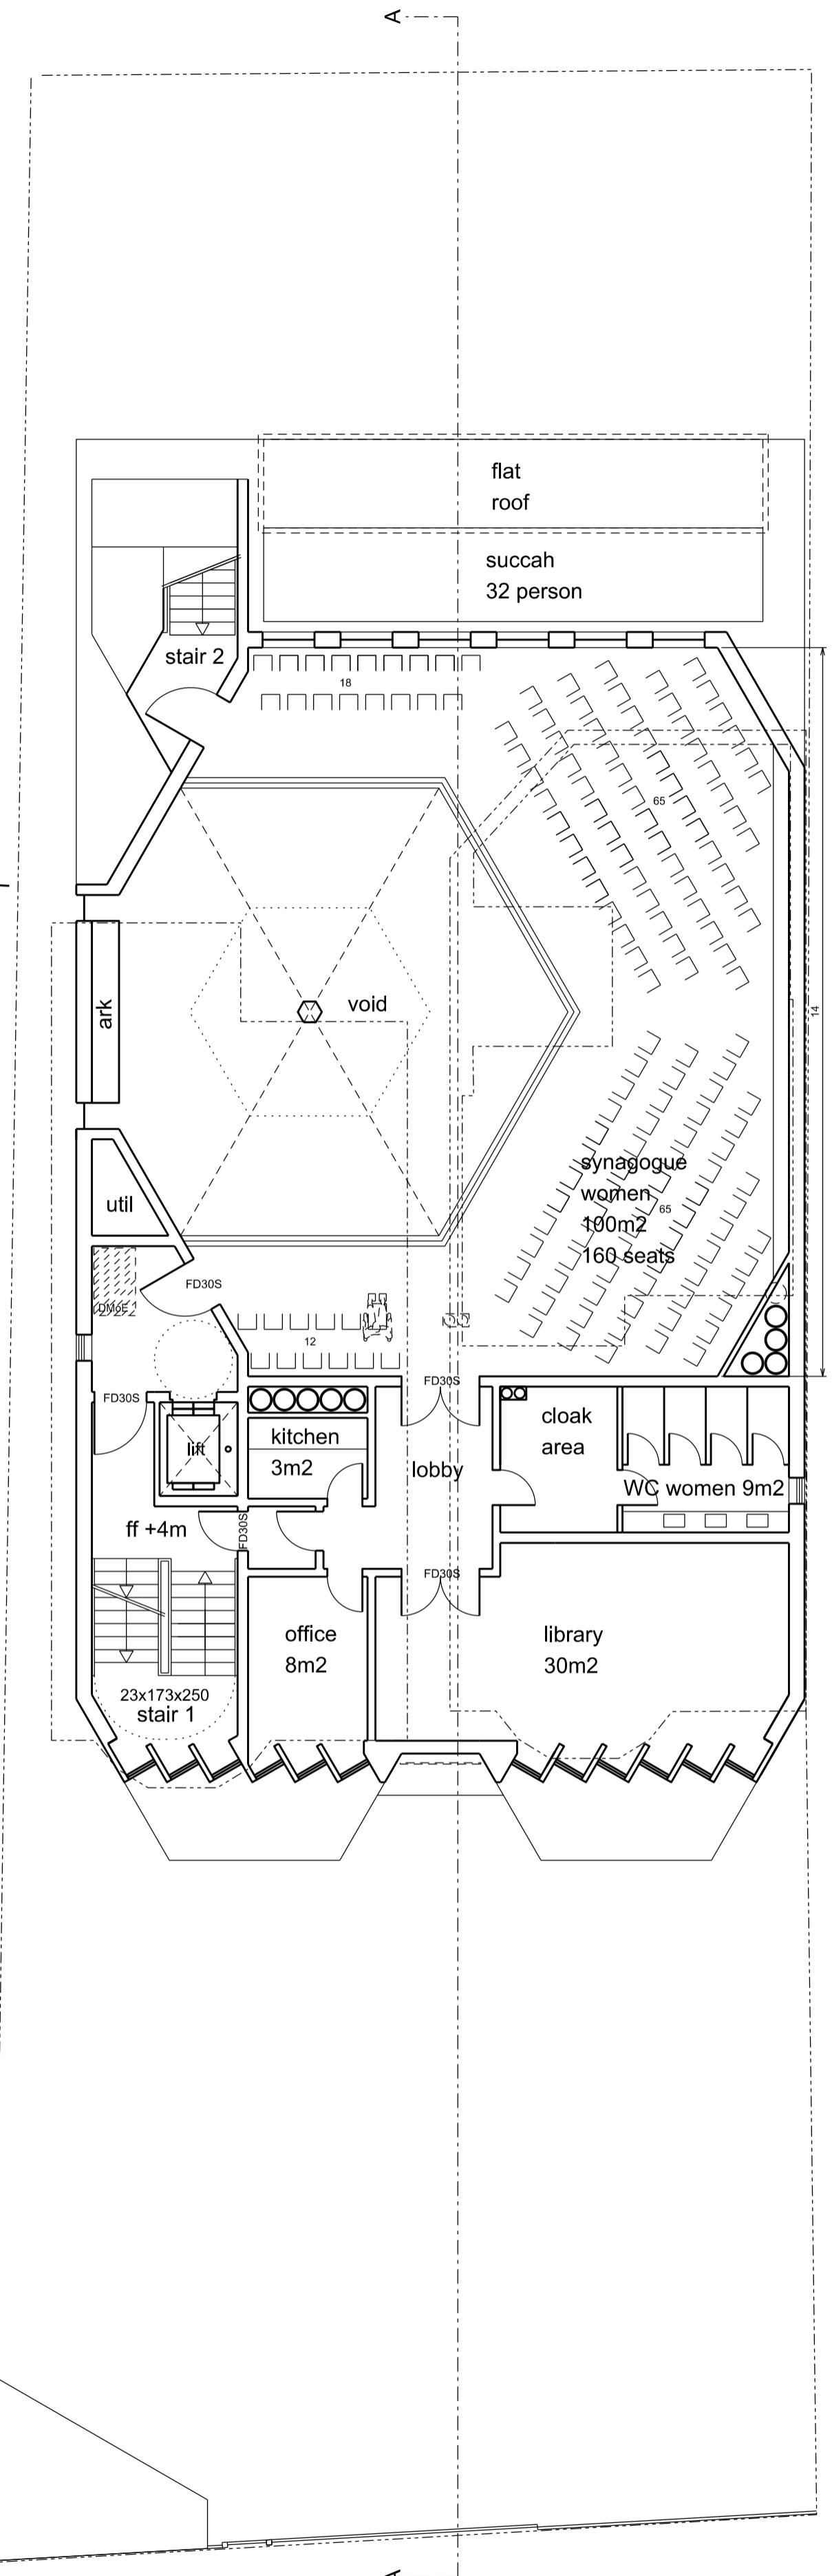 A
flat
roof
succah
32 person
stair 2
18
65
14
ark
void
synagogue
women
65
100m2
160 seats
util
FD30S
12
FD30S
FD30S
cloak
area
kitchen
3m2
lift
lobby
WC women 9m2
ff +4m
FD30S
FD30S
office
8m2
library
30m2
23x173x250
stair 1
A